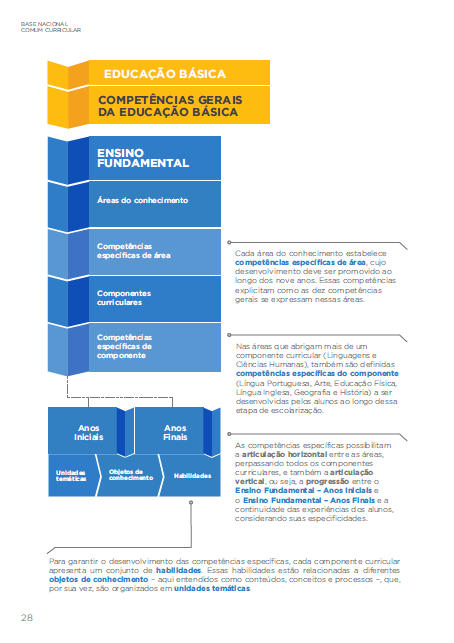 BASE NACIONAL
COMUM CURRICULAR
EDUCAÇÃO BÁSICA
COMPETÊNCIAS GERAIS
DA EDUCAÇÃO BÁSICA
ENSINO
FUNDAMENTAL
Áreas do conhecimento
Competências
específicas de área
Cada área do conhecimento estabelece
competências específicas de área, cujo
desenvolvimento deve ser promovido ao
longo dos nove anos. Essas competências
explicitam como as dez competências
gerais se expressam nessas áreas.
Componentes
curriculares
Competências
específicas de
componente
Nas áreas que abrigam mais de um
componente curricular (Linguagens e
Ciências Humanas), também são definidas
competências específicas do componente
(Língua Portuguesa, Arte, Educação Física,
Língua Inglesa, Geografia e História) a ser
desenvolvidas pelos alunos ao longo dessa
etapa de escolarização.
Anos
Iniciais
Anos
Finais
Unidades
temáticas
Objetos de
conhecimento
Habilidades
As competências específicas possibilitam
a articulação horizontal entre as áreas,
perpassando todos os componentes
curriculares, e também a articulação
vertical, ou seja, a progressão entre o
Ensino Fundamental – Anos Iniciais e
o Ensino Fundamental – Anos Finais e a
continuidade das experiências dos alunos,
considerando suas especificidades.
Para garantir o desenvolvimento das competências específicas, cada componente curricular
apresenta um conjunto de habilidades. Essas habilidades estão relacionadas a diferentes
objetos de conhecimento – aqui entendidos como conteúdos, conceitos e processos –, que,
por sua vez, são organizados em unidades temáticas.
28